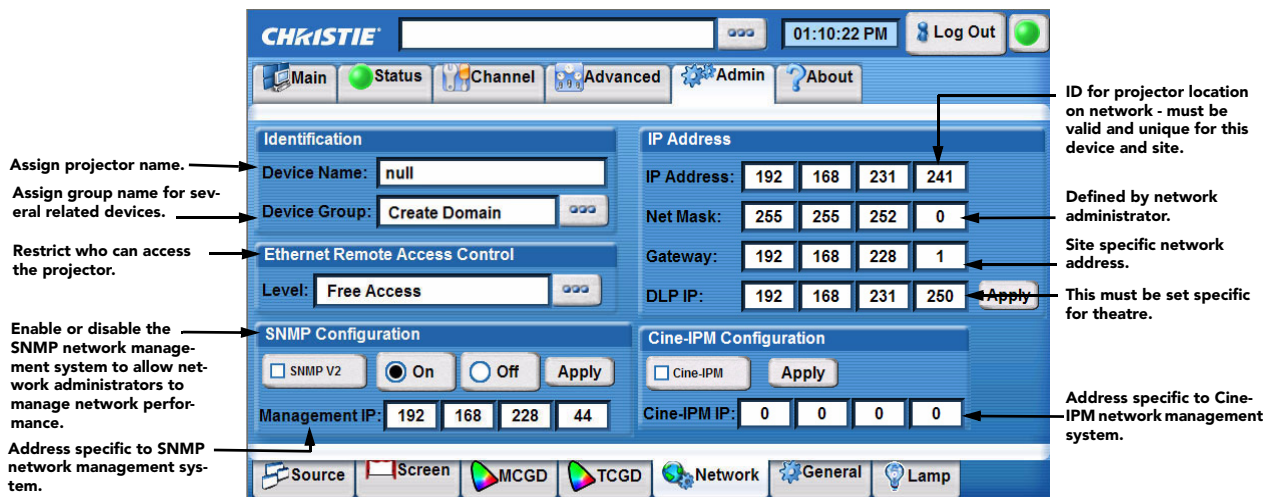 CHRISTIE
01:10:22 PM
Log Out
Main
Status
Channel
Advanced
Admin
About
Assign projector name.
Assign group name for sev-
eral related devices.
Restrict who can access
the projector.
Enable or disable the
SNMP network manage-
ment system to allow net-
work administrators to
manage network perfor-
mance.
Address specific to SNMP
network management sys-
tem.
Identification
Device Name: null
Device Group: Create Domain
Ethernet Remote Access Control
Level: Free Access
SNMP Configuration
SNMP V2 On Off Apply
Management IP: 192 168 228 44
IP Address
IP Address: 192 168 231 241
Net Mask: 255 255 252 0
Gateway: 192 168 228 1
DLP IP: 192 168 231 250 Apply
Cine-IPM Configuration
Cine-IPM Apply
Cine-IPM IP: 0 0 0 0
ID for projector location
on network - must be
valid and unique for this
device and site.
Defined by network
administrator.
Site specific network
address.
This must be set specific
for theatre.
Address specific to Cine-
IPM network management
system.
Source
Screen
MCGD
TCGD
Network
General
Lamp